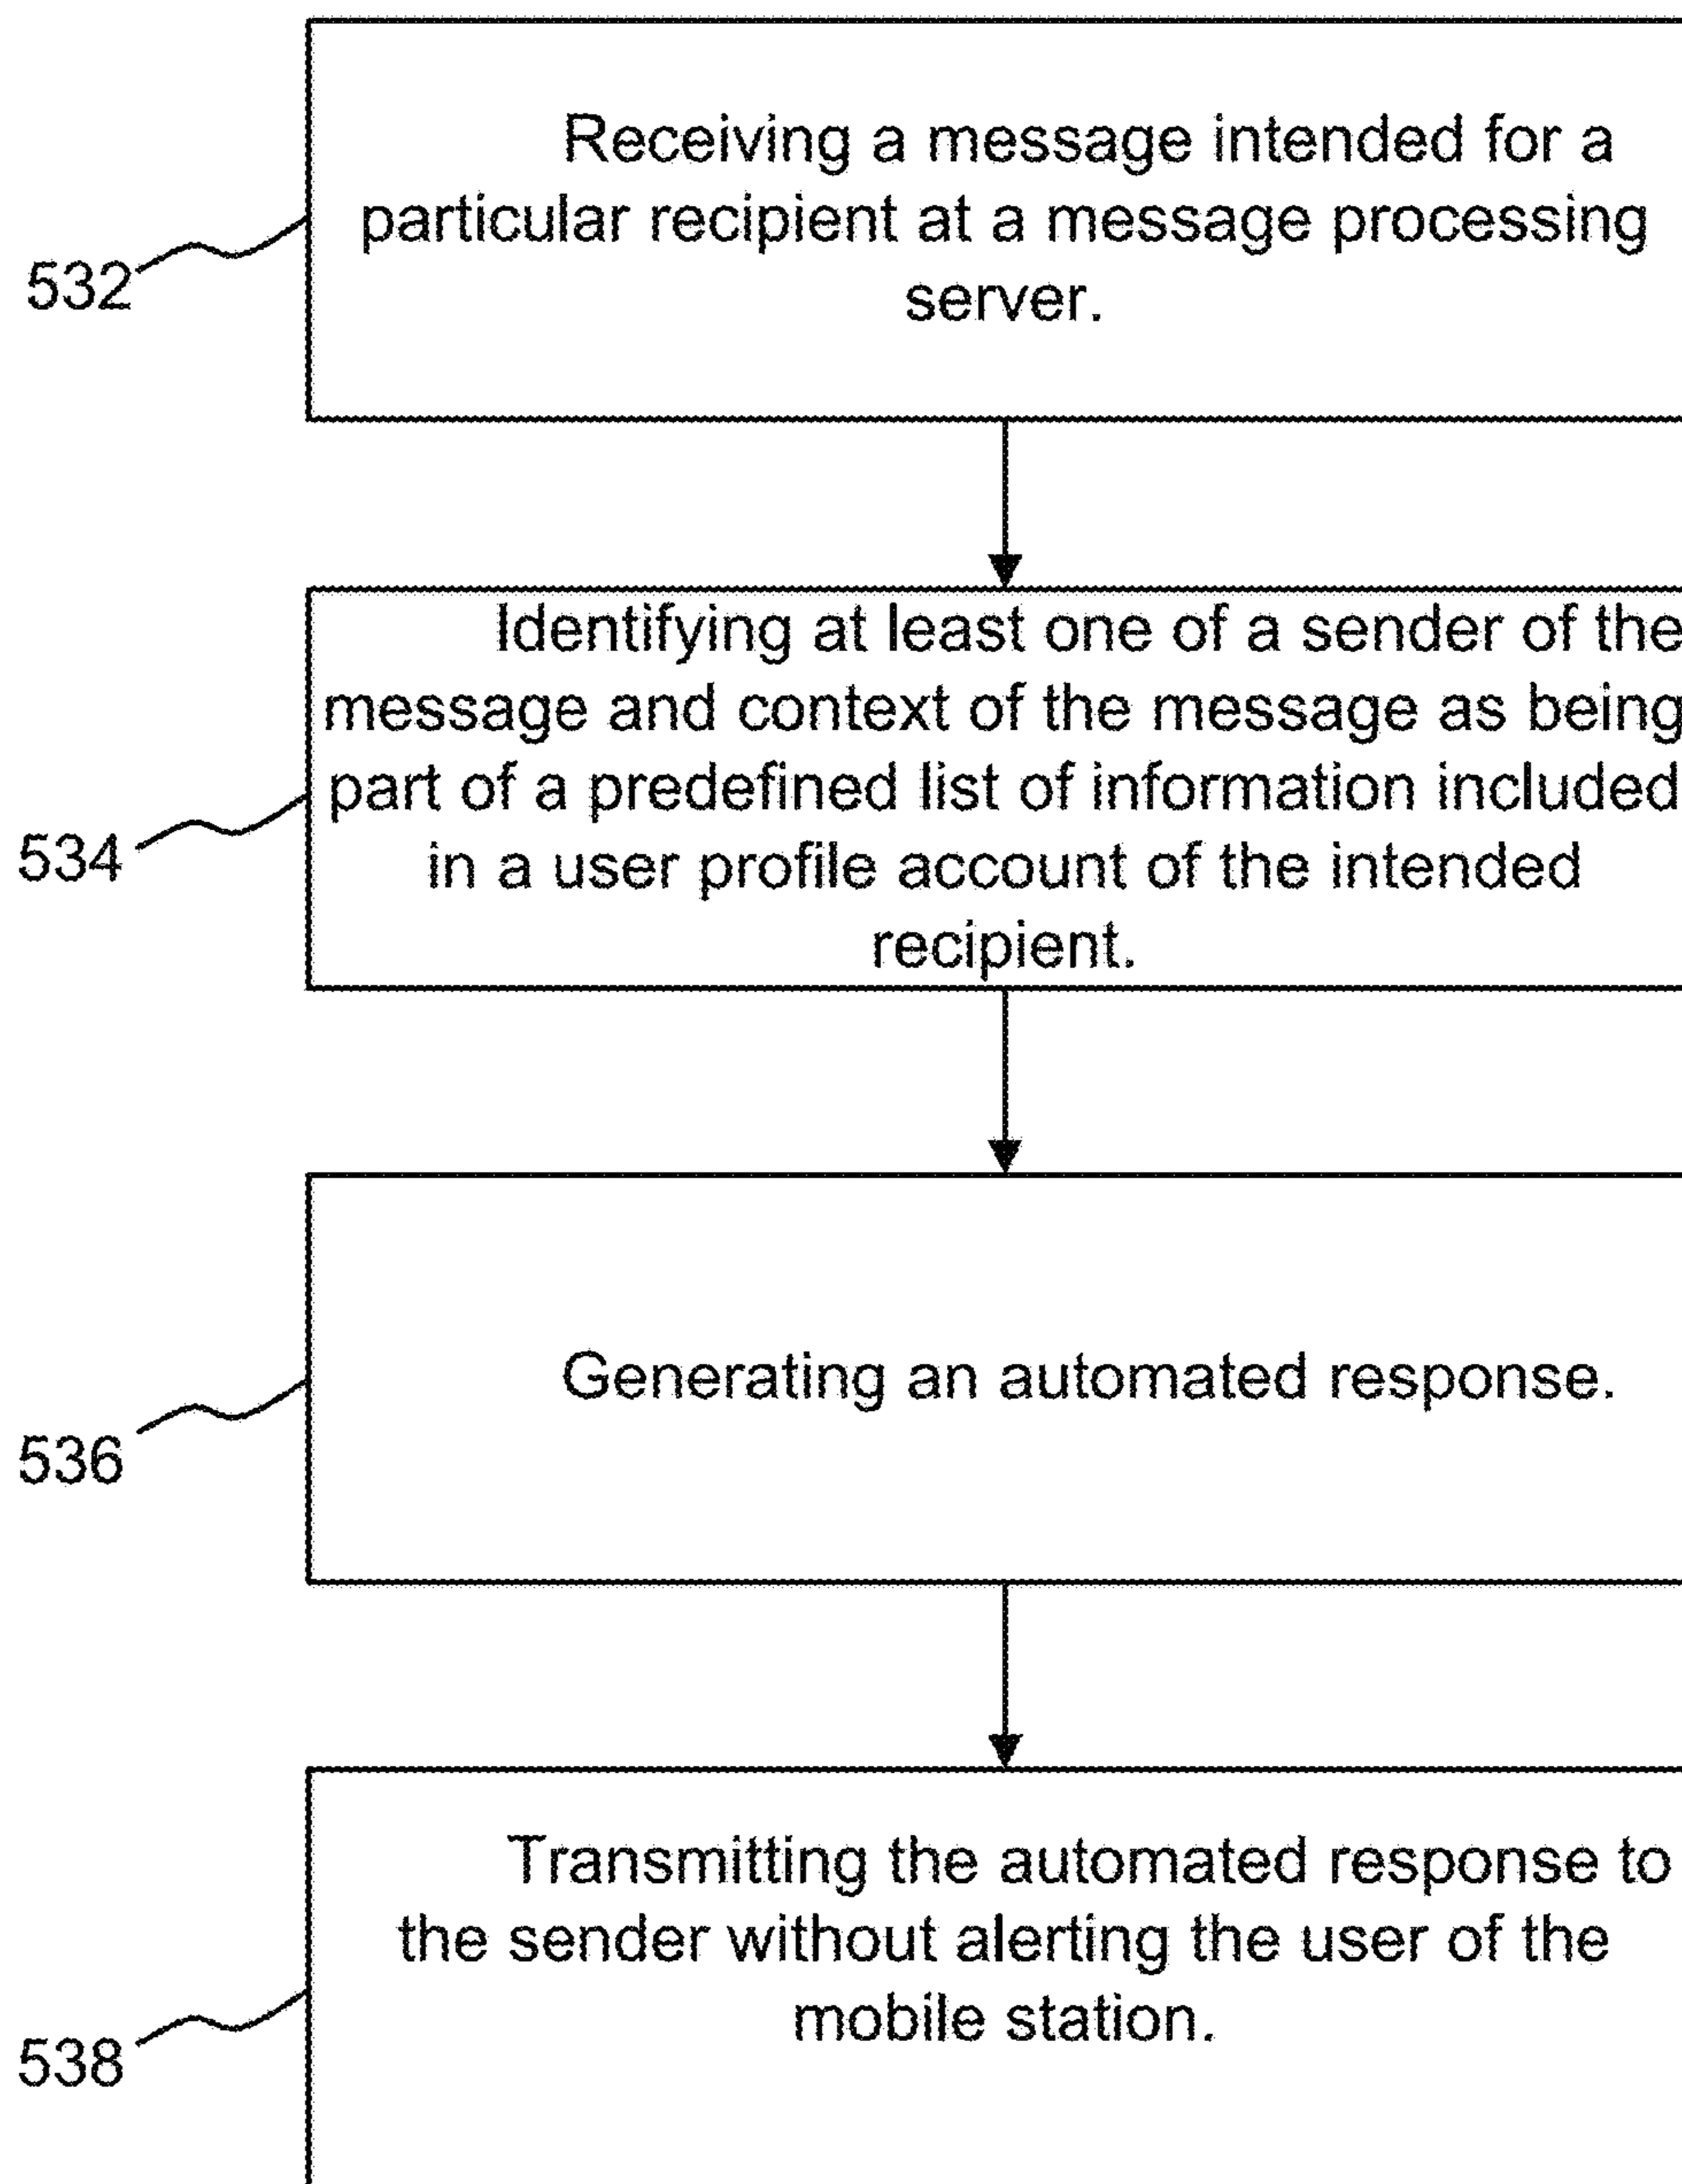 Receiving a message intended for a
particular recipient at a message processing
server.
532
Identifying at least one of a sender of the
message and context of the message as being
part of a predefined list of information included
in a user profile account of the intended
recipient.
534
Generating an automated response.
536
Transmitting the automated response to
the sender without alerting the user of the
mobile station.
538